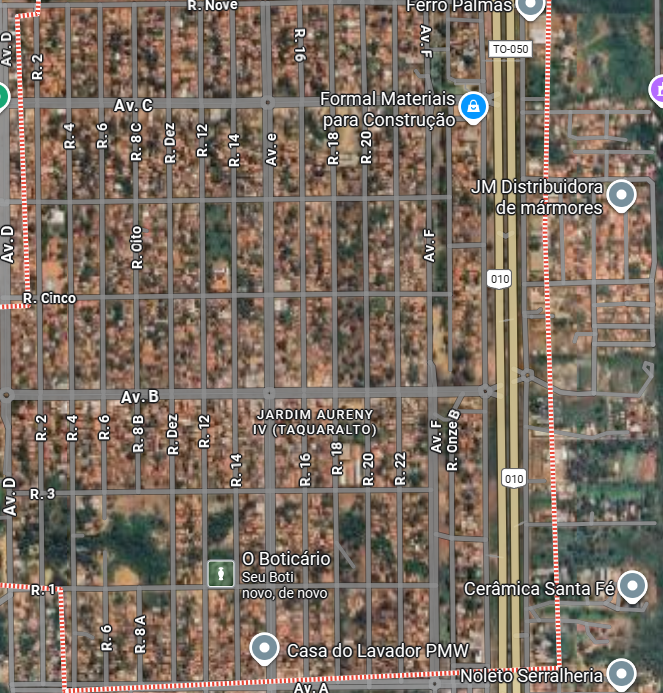 R. Nove
Ferro Palmas
Av. D
R. 2
R. 16
Av. F
TO-050
Av. C
Formal Materiais
para Construção
R. 4
R. 6
R. 8 C
R. Dez
R. 12
R. 14
Av. e
R. 18
R. 20
JM Distribuidora
de mármores
Av. D
R. Oito
Av. F
010
R. Cinco
Av. B
JARDIM AURENY
IV (TAQUARALTO)
R. 2
R. 4
R. 6
R. 8 B
R. Dez
R. 12
R. 14
R. 16
R. 18
R. 20
R. 22
Av. F
R. Onze B
010
Av. D
R. 3
O Boticário
Seu Boti
novo, de novo
R. 1
Cerâmica Santa Fé
R. 6
R. 8 A
Casa do Lavador PMW
Noleto Serralheria
Av. A